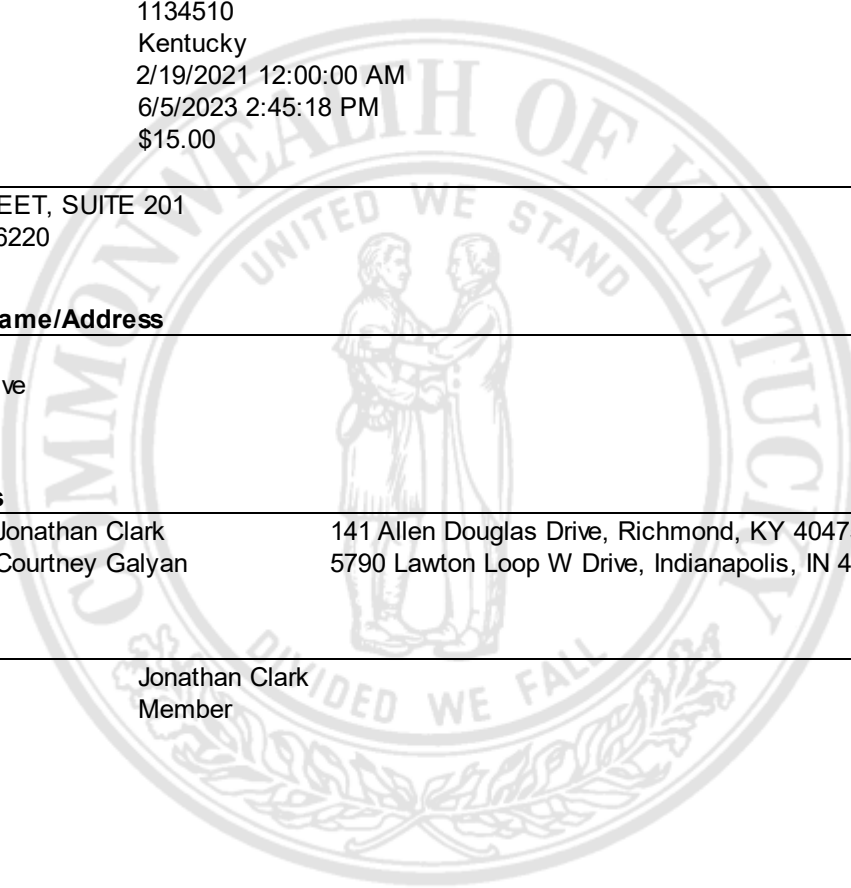 1134510
Kentucky
2/19/2021 12:00:00 AM
6/5/2023 2:45:18 PM
$15.00
EET, SUITE 201
6220
ame/Address
ve
s
Jonathan Clark 141 Allen Douglas Drive, Richmond, KY 4047
Courtney Galyan 5790 Lawton Loop W Drive, Indianapolis, IN 4
Jonathan Clark
Member
COMMONWEALTH OF KENTUCKY
UNITED WE STAND
DIVIDED WE FALL